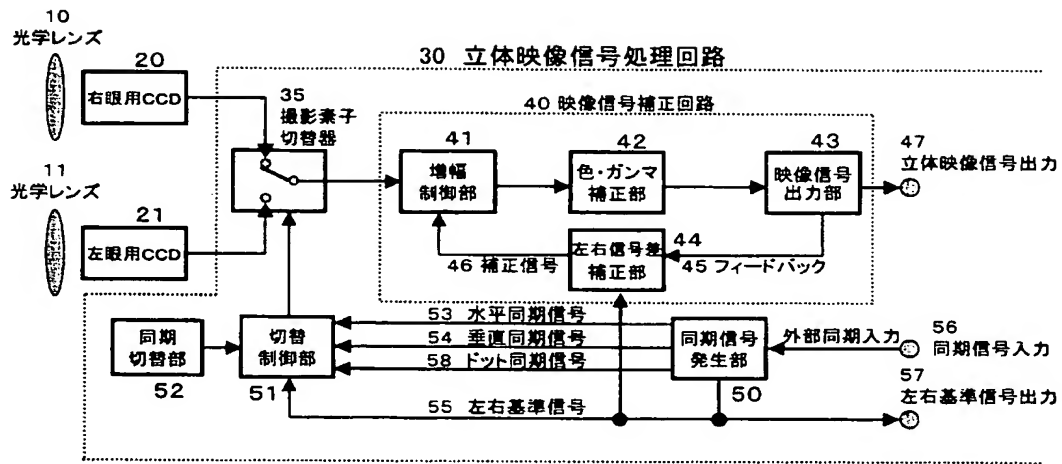 10
光学レンズ
20
右眼用CCD
30 立体映像信号処理回路
35
撮影素子
切替器
40 映像信号補正回路
41
増幅
制御部
42
色・ガンマ
補正部
43
映像信号
出力部
47
立体映像信号出力
11
光学レンズ
21
左眼用CCD
44
左右信号差
補正部
46 補正信号
45 フィードバック
53 水平同期信号
54 垂直同期信号
58 ドット同期信号
55 左右基準信号
同期
切替部
52
切替
制御部
51
同期信号
発生部
50
外部同期入力
56
同期信号入力
57
左右基準信号出力